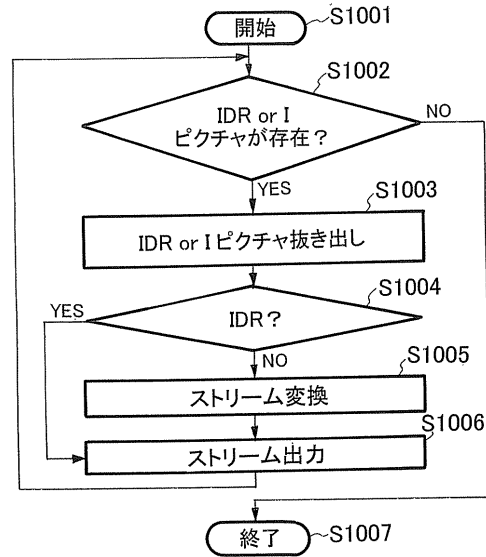 開始
S1001
S1002
IDR or I
ピクチャが存在?
NO
YES
S1003
IDR or I ピクチャ抜き出し
S1004
YES
IDR?
NO
S1005
ストリーム変換
S1006
ストリーム出力
終了
S1007